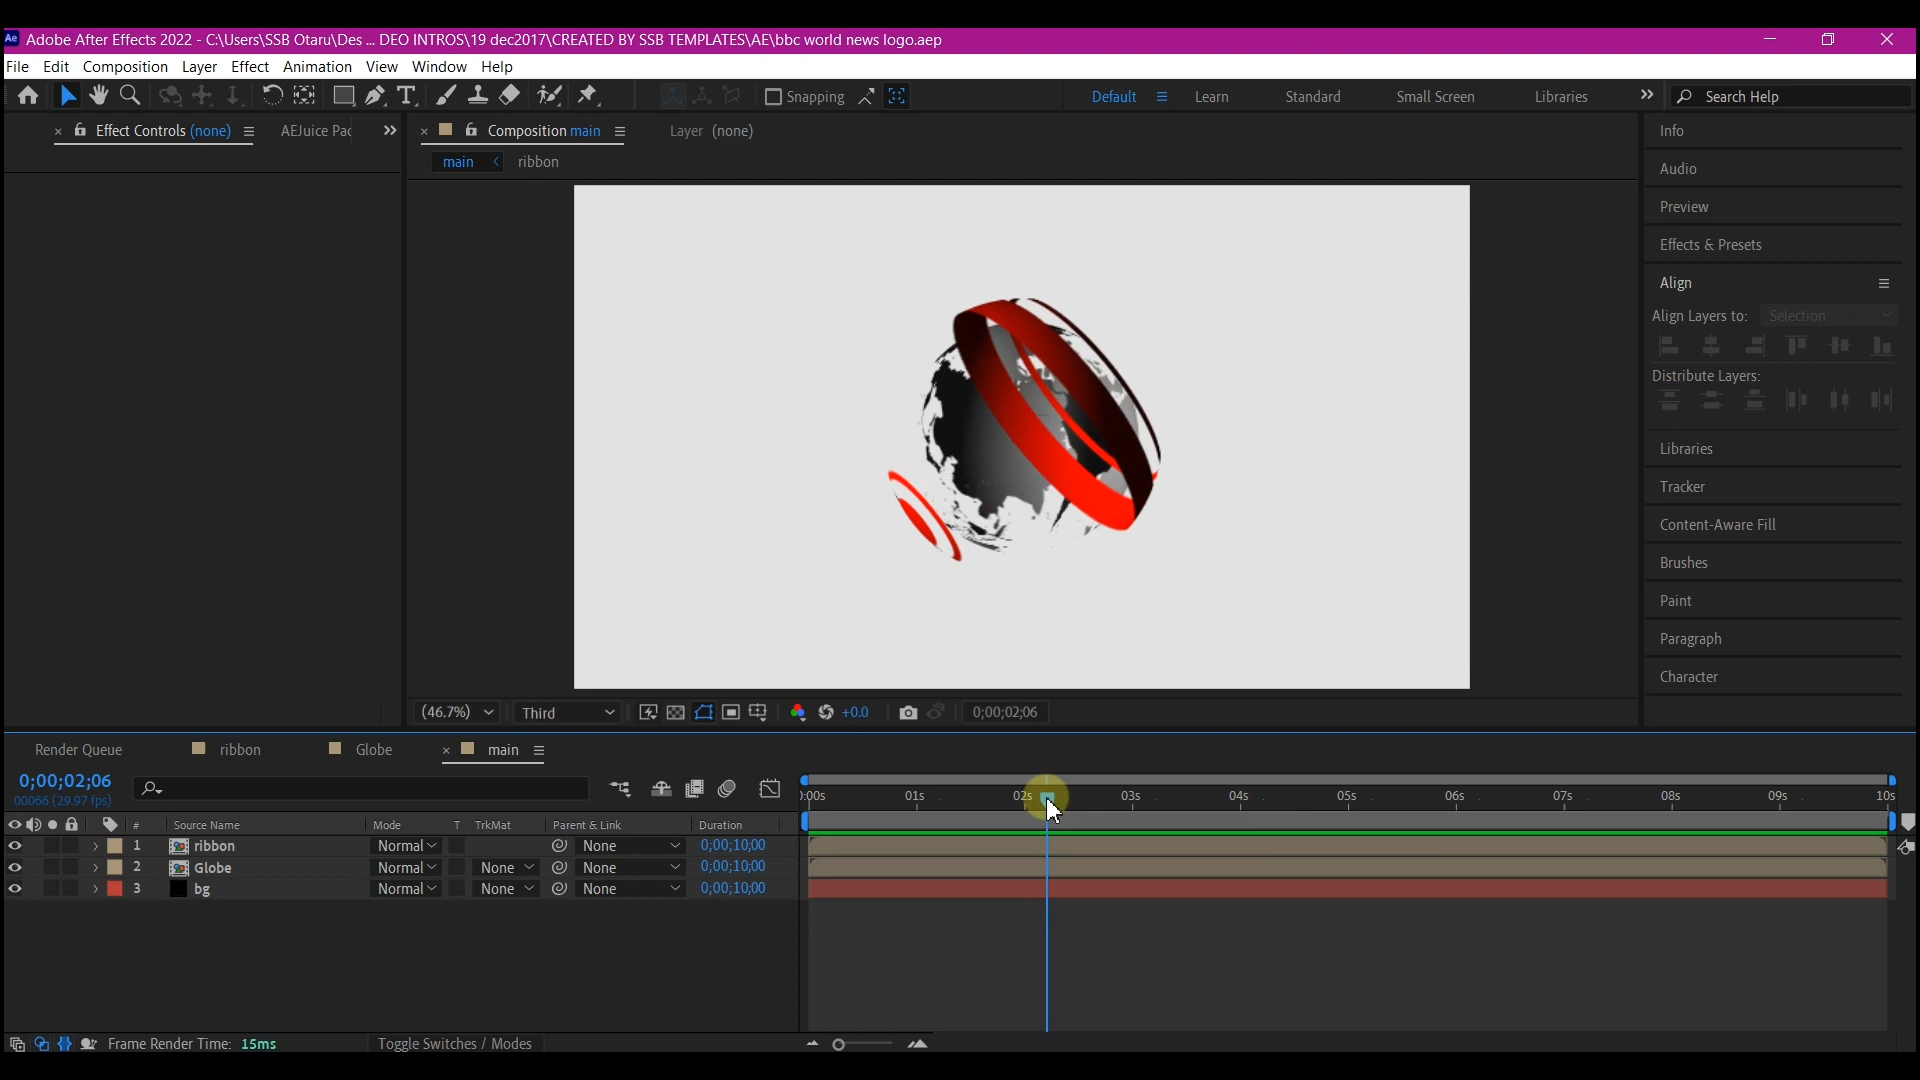 Ae Adobe After Effects 2022 - C:\Users\SSB Otaru\Des ... DEO INTROS\19 dec2017\CREATED BY SSB TEMPLATES\AE\bbc world news logo.aep
File Edit Composition Layer Effect Animation View Window Help
Snapping Default Learn Standard Small Screen Libraries Search Help
Effect Controls (none) AEJuice Pac Composition main Layer (none) Info
main ribbon
Audio
Preview
Effects & Presets
Align
Align Layers to: Selection
Distribute Layers:
Libraries
Tracker
Content-Aware Fill
Brushes
Paint
Paragraph
Character
(46.7%) Third +0.0 0;00;02;06
Render Queue ribbon Globe main
0;00;02;06
00066 (29.97 fps)
):00s 01s 02s 03s 04s 05s 06s 07s 08s 09s 10s
# Source Name Mode T TrkMat Parent & Link Duration
1 ribbon Normal None 0;00;10;00
2 Globe Normal None None 0;00;10;00
3 bg Normal None None 0;00;10;00
Frame Render Time: 15ms Toggle Switches / Modes